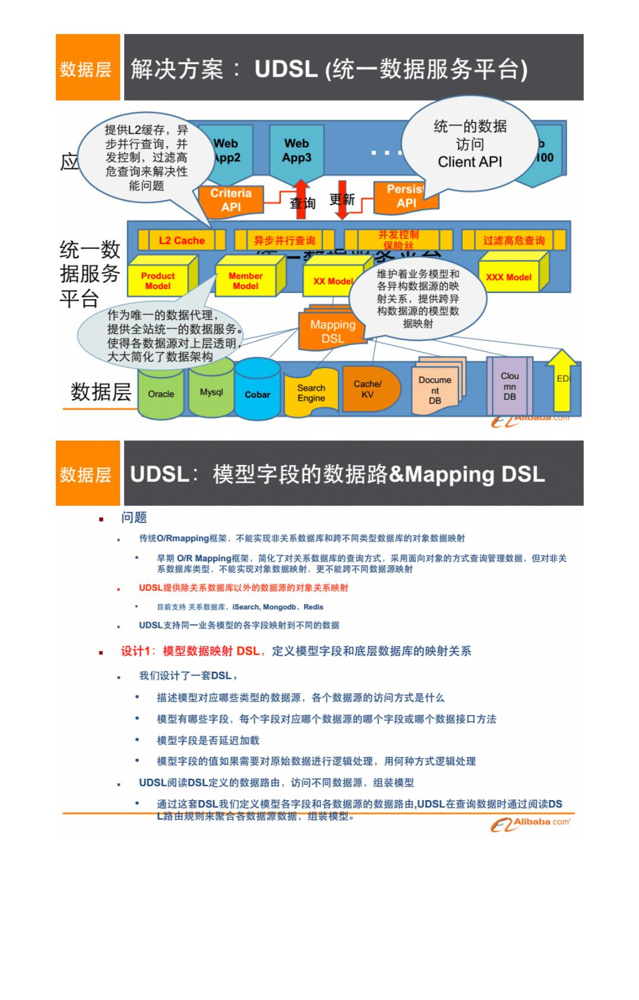 数据层
解决方案： UDSL (统一数据服务平台)
提供L2缓存，异
步并行查询，并
发控制，过滤高
危查询来解决性
能问题
统一的数据
访问
Client API
应
Web
App2
Web
App3
...
100
Criteria
API
查询
更新
Persist
API
统一数
据服务
平台
L2 Cache
异步并行查询
并发控制
保险丝
过滤高危查询
统一数据服务平台
Product
Model
Member
Model
XX Model
XXX Model
维护着业务模型和
各异构数据源的映
射关系，提供跨异
构数据源的模型数
据映射
作为唯一的数据代理，
提供全站统一的数据服务。
使得各数据源对上层透明，
大大简化了数据架构
Mapping
DSL
数据层
Oracle
Mysql
Cobar
Search
Engine
Cache/
KV
Docume
nt
DB
Clou
mn
DB
EDI
Alibaba.com
数据层
UDSL：模型字段的数据路&Mapping DSL
▪ 问题
▪ 传统O/Rmapping框架，不能实现非关系数据库和跨不同类型数据库的对象数据映射
• 早期 O/R Mapping框架，简化了对关系数据库的查询方式，采用面向对象的方式查询管理数据，但对非关
系数据库类型，不能实现对象数据映射，更不能跨不同数据源映射
▪ UDSL提供除关系数据库以外的数据源的对象关系映射
• 目前支持 关系数据库，iSearch, Mongodb，Redis
▪ UDSL支持同一业务模型的各字段映射到不同的数据
▪ 设计1：模型数据映射 DSL，定义模型字段和底层数据库的映射关系
▪ 我们设计了一套DSL，
• 描述模型对应哪些类型的数据源，各个数据源的访问方式是什么
• 模型有哪些字段，每个字段对应哪个数据源的哪个字段或哪个数据接口方法
• 模型字段是否延迟加载
• 模型字段的值如果需要对原始数据进行逻辑处理，用何种方式逻辑处理
▪ UDSL阅读DSL定义的数据路由，访问不同数据源，组装模型
• 通过这套DSL我们定义模型各字段和各数据源的数据路由,UDSL在查询数据时通过阅读DS
L路由规则来聚合各数据源数据，组装模型。
Alibaba.com